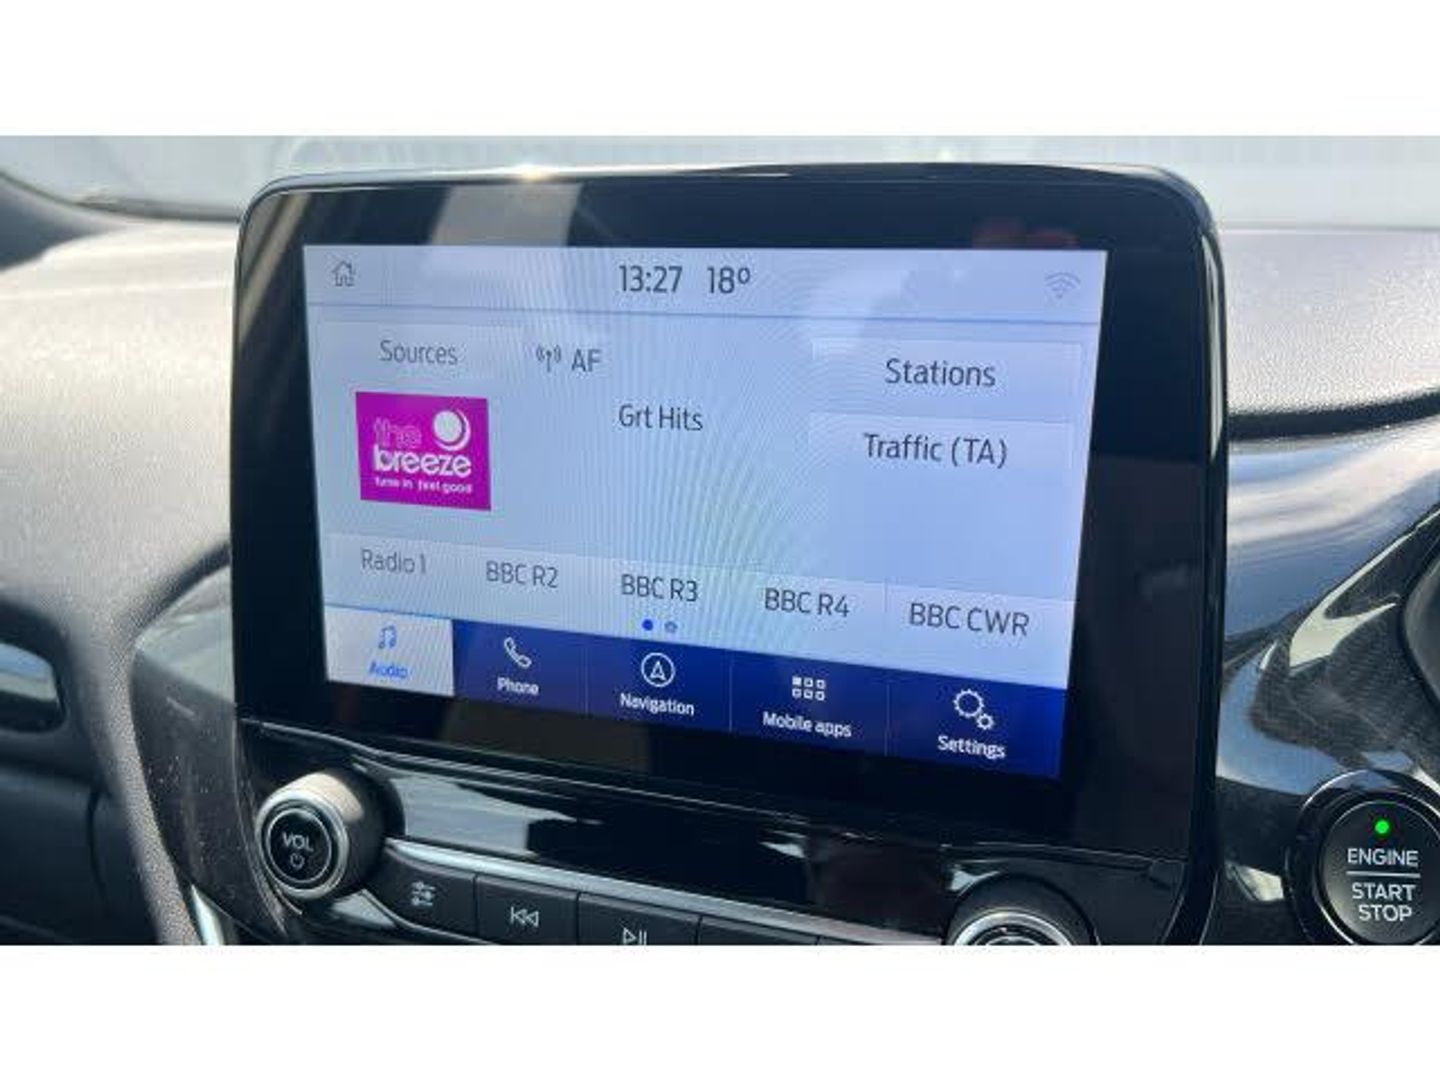 13:27 18º
Sources
AF
Stations
Grt Hits
Traffic (TA)
the
breeze
tune in feel good
Radio 1
BBC R2
BBC R3
BBC R4
BBC CWR
Audio
Phone
Navigation
Mobile apps
Settings
VOL
ENGINE
START
STOP